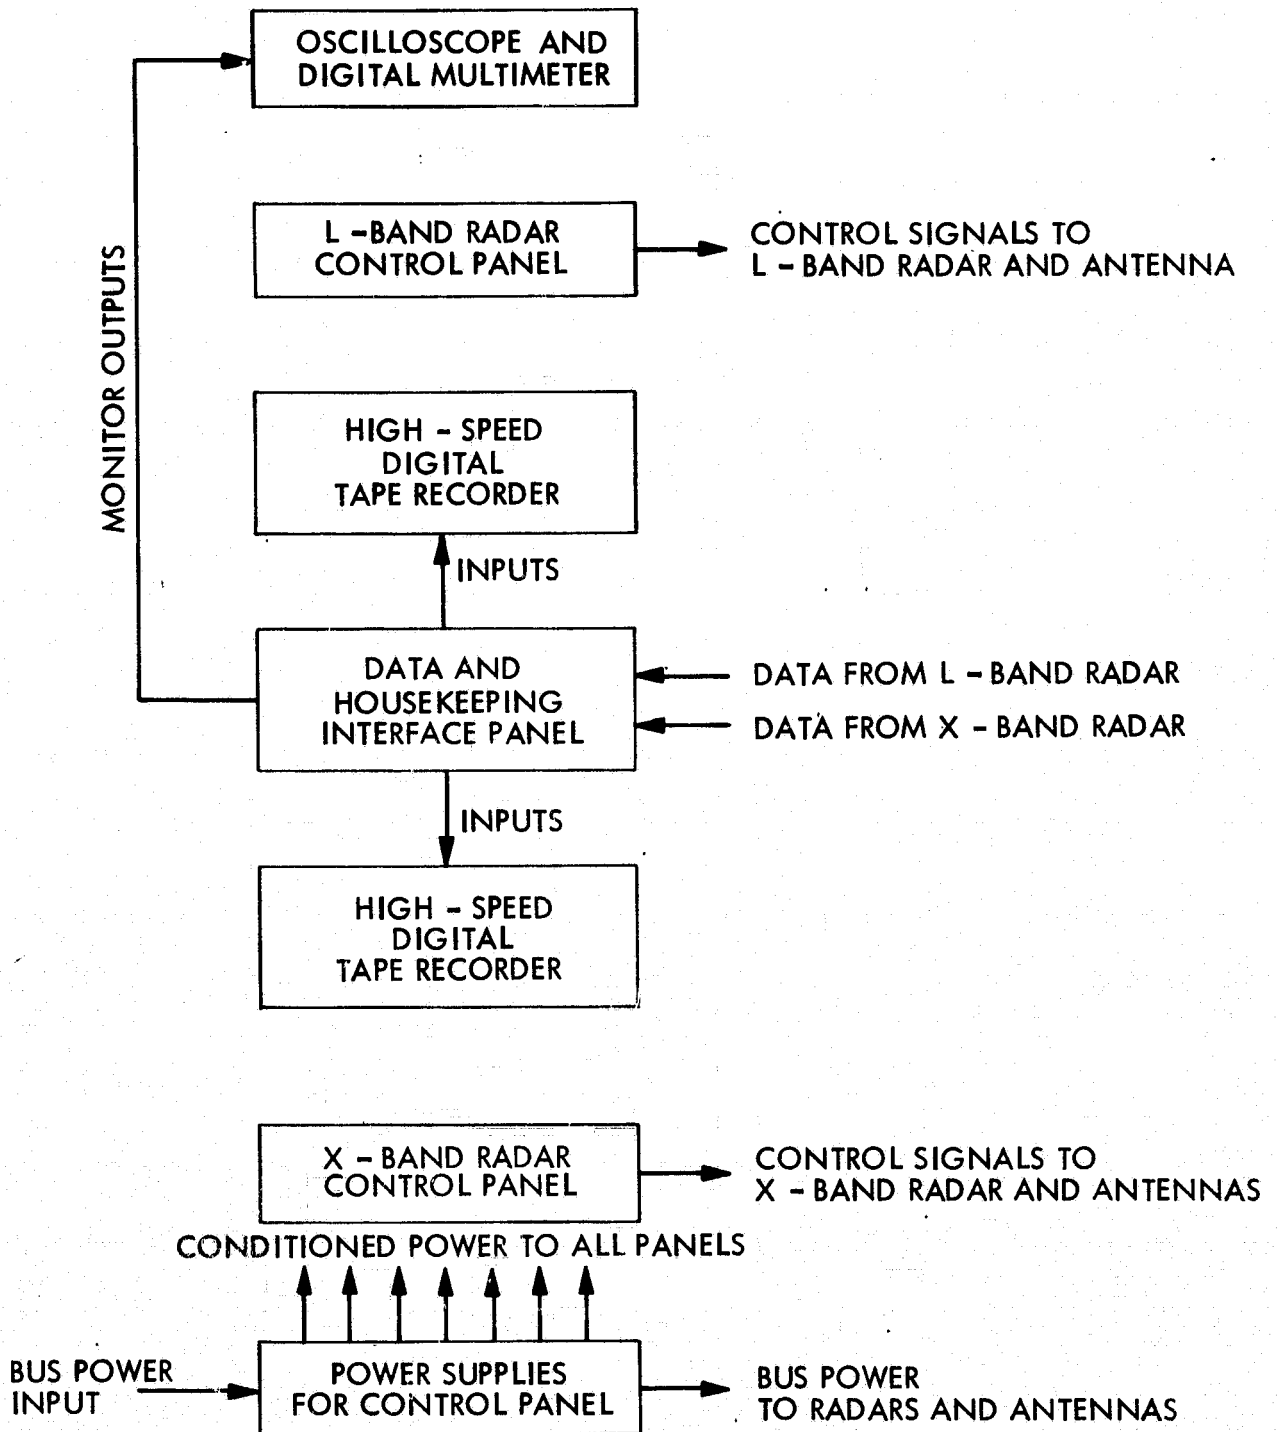 OSCILLOSCOPE AND
DIGITAL MULTIMETER
MONITOR OUTPUTS
L - BAND RADAR
CONTROL PANEL
CONTROL SIGNALS TO
L - BAND RADAR AND ANTENNA
HIGH - SPEED
DIGITAL
TAPE RECORDER
INPUTS
DATA AND
HOUSEKEEPING
INTERFACE PANEL
DATA FROM L - BAND RADAR
DATA FROM X - BAND RADAR
INPUTS
HIGH - SPEED
DIGITAL
TAPE RECORDER
X - BAND RADAR
CONTROL PANEL
CONTROL SIGNALS TO
X - BAND RADAR AND ANTENNAS
CONDITIONED POWER TO ALL PANELS
BUS POWER
INPUT
POWER SUPPLIES
FOR CONTROL PANEL
BUS POWER
TO RADARS AND ANTENNAS